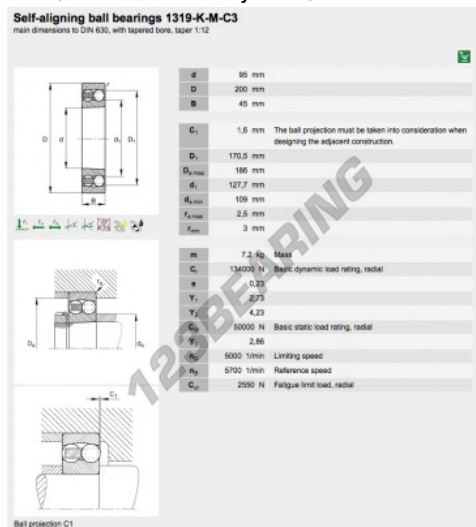 Self-aligning ball bearings 1319-K-M-C3
main dimensions to DIN 630, with tapered bore, taper 1:12
d 95 mm
D 200 mm
B 45 mm
C1 1,6 mm The ball projection must be taken into consideration when
designing the adjacent construction.
D1 170,5 mm
Da max 186 mm
d1 127,7 mm
da min 109 mm
ra max 2,5 mm
rmin 3 mm
m 7,2 kg Mass
Cr 134000 N Basic dynamic load rating, radial
e 0,23
Y1 2,73
Y2 4,23
C0r 50000 N Basic static load rating, radial
Y0 2,86
nG 5000 1/min Limiting speed
nB 5700 1/min Reference speed
Cur 2550 N Fatigue limit load, radial
r
D d d1 D1
B
ra
Da da
C1
Ball projection C1
123BEARING